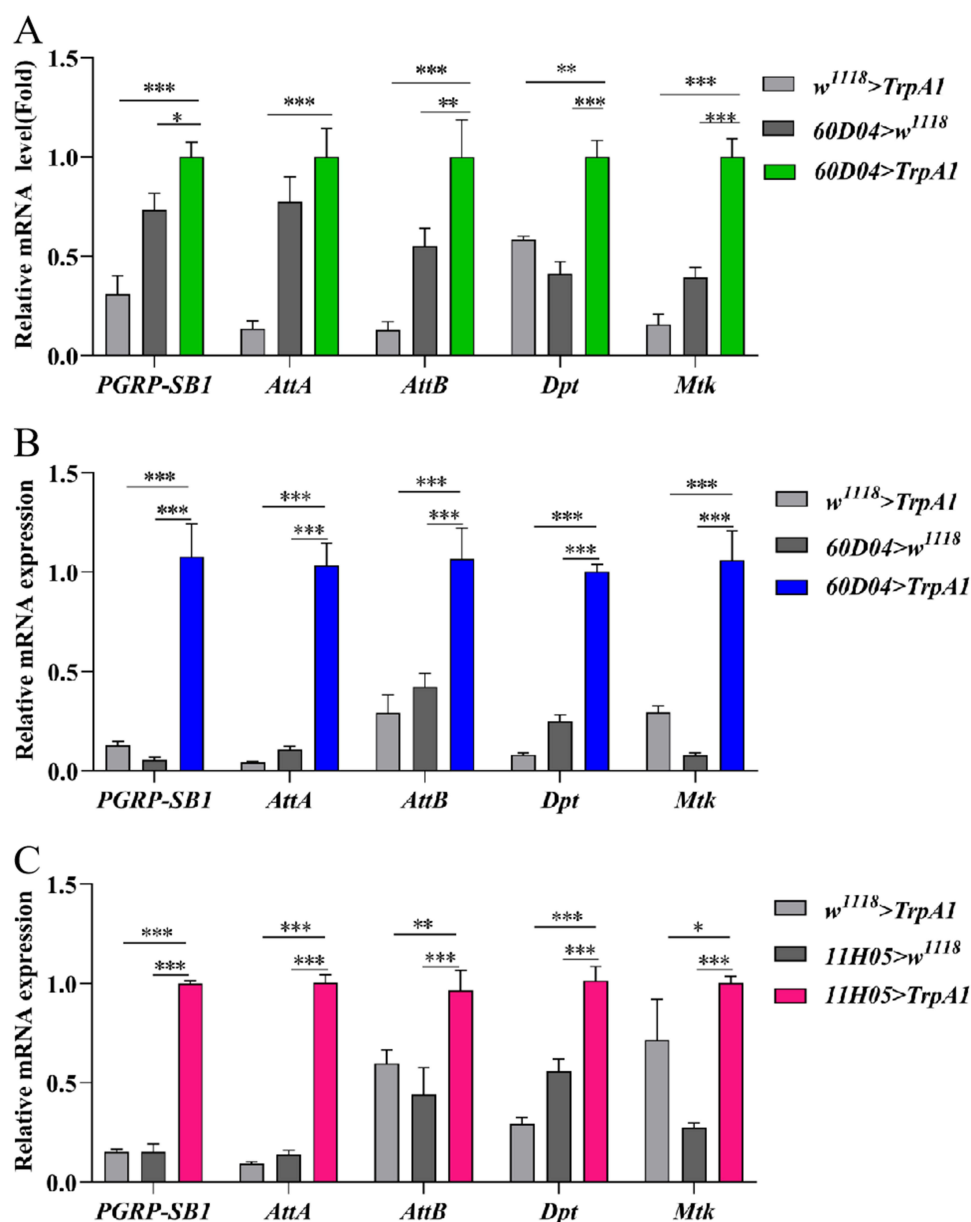 A
Relative mRNA level(Fold)
1.5
1.0
0.5
0.0
*** * *** *** ** ** *** *** ***
PGRP-SB1 AttA AttB Dpt Mtk
w1118>TrpA1
60D04>w1118
60D04>TrpA1
B
Relative mRNA expression
1.5
1.0
0.5
0.0
*** *** *** *** *** *** *** *** *** ***
PGRP-SB1 AttA AttB Dpt Mtk
w1118>TrpA1
60D04>w1118
60D04>TrpA1
C
Relative mRNA expression
1.5
1.0
0.5
0.0
*** *** *** *** ** *** *** *** * ***
PGRP-SB1 AttA AttB Dpt Mtk
w1118>TrpA1
11H05>w1118
11H05>TrpA1